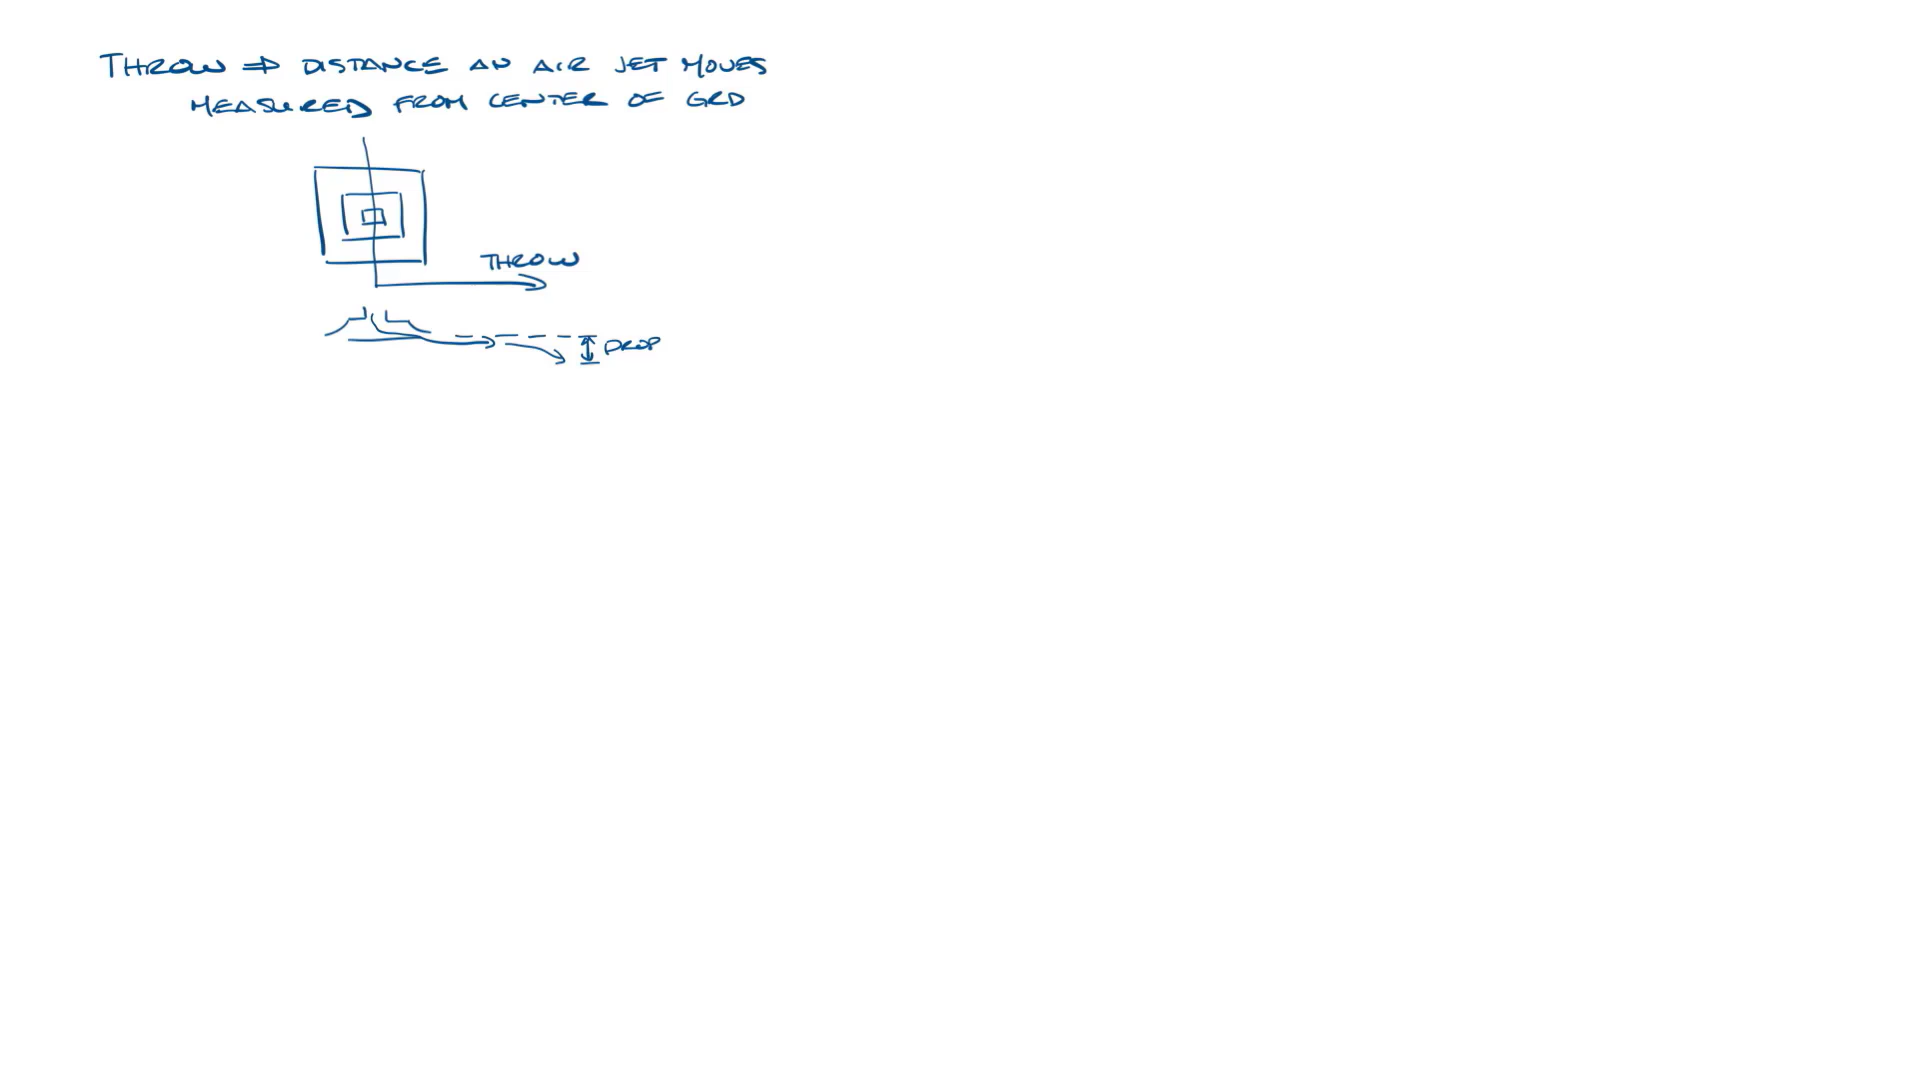 THROW ⇒ DISTANCE AN AIR JET MOVES
MEASURED FROM CENTER OF GRD
THROW
DROP